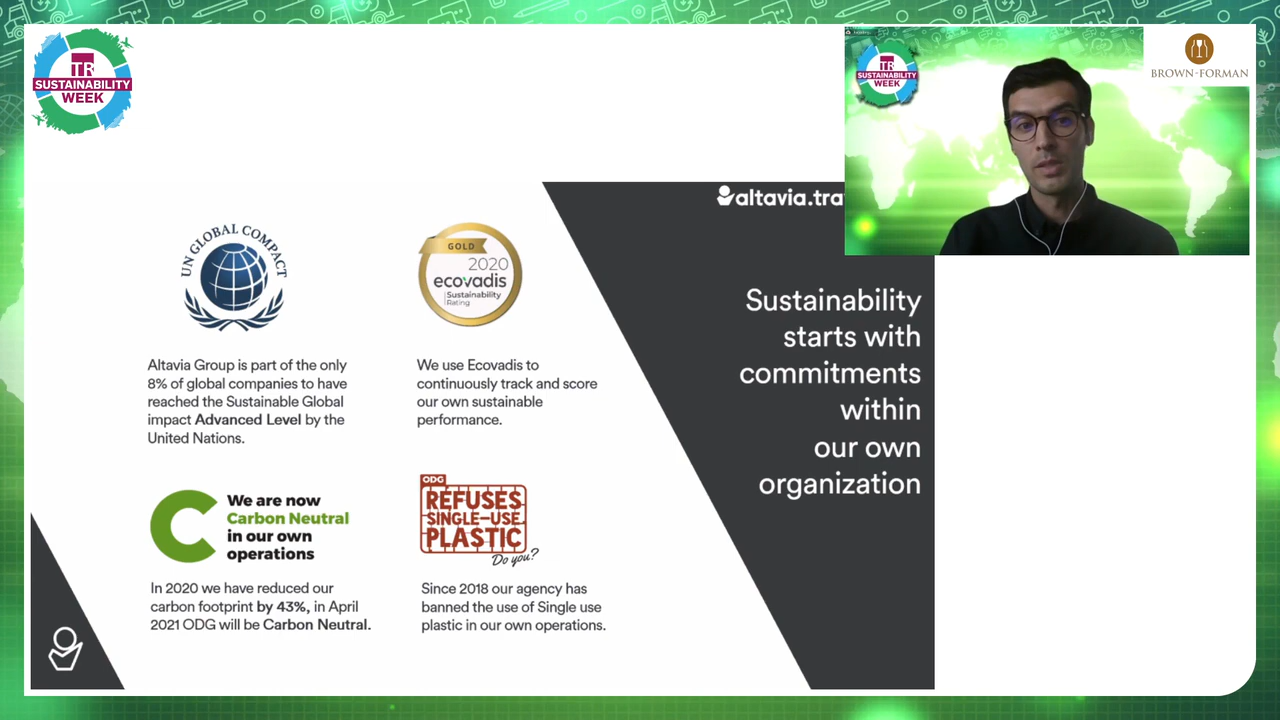 TR
SUSTAINABILITY
WEEK
TR
SUSTAINABILITY
WEEK
BROWN-FORMAN
altavia.tra
UN GLOBAL COMPACT
GOLD
2020
ecovadis
Sustainability
Rating
Altavia Group is part of the only
8% of global companies to have
reached the Sustainable Global
impact Advanced Level by the
United Nations.
We use Ecovadis to
continuously track and score
our own sustainable
performance.
Sustainability
starts with
commitments
within
our own
organization
We are now
Carbon Neutral
in our own
operations
In 2020 we have reduced our
carbon footprint by 43%, in April
2021 ODG will be Carbon Neutral.
ODG
REFUSES
SINGLE-USE
PLASTIC
Do you?
Since 2018 our agency has
banned the use of Single use
plastic in our own operations.